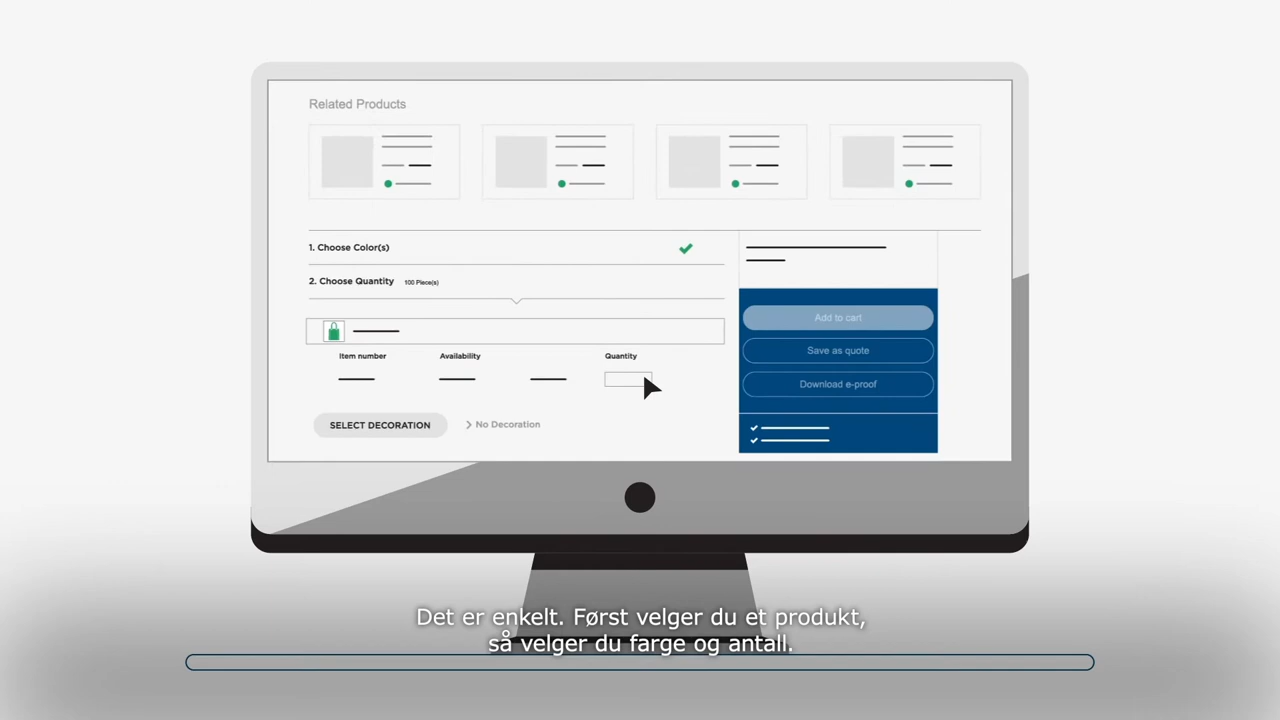 Related Products
1. Choose Color(s)
2. Choose Quantity 100 Piece(s)
Item number Availability Quantity
SELECT DECORATION No Decoration
Add to cart
Save as quote
Download e-proof
Det er enkelt. Først velger du et produkt,
så velger du farge og antall.